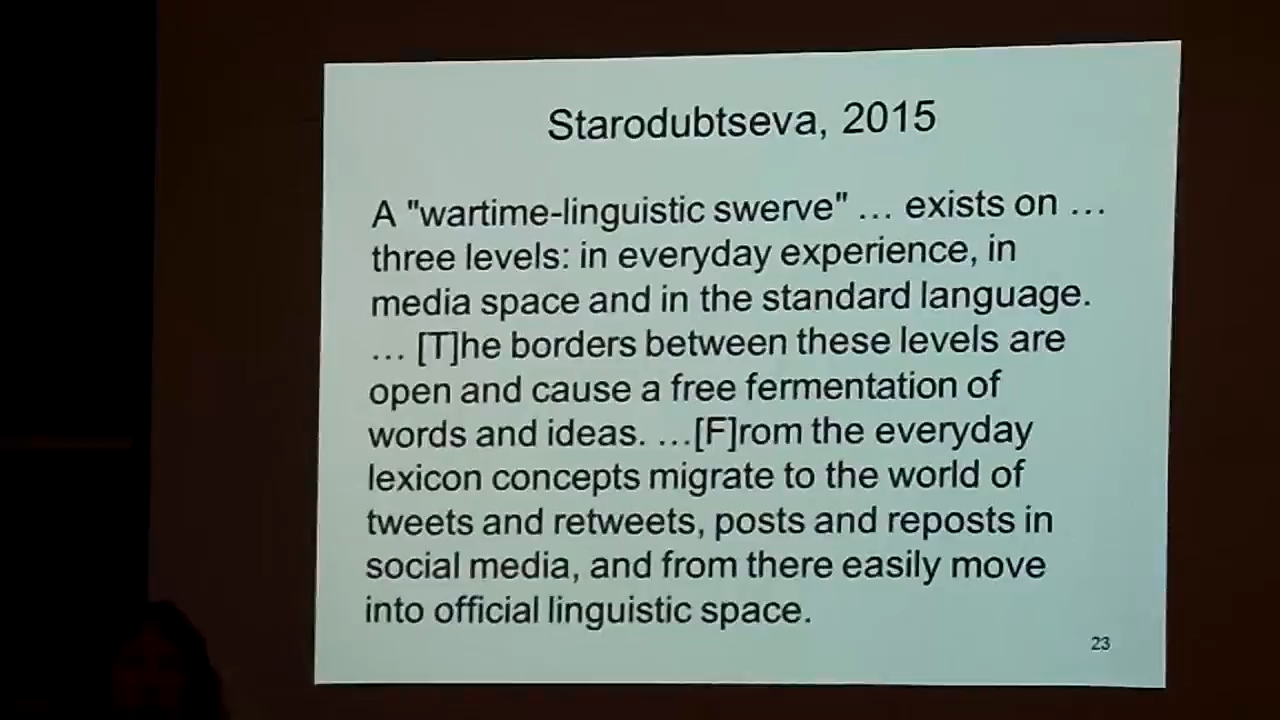 Starodubtseva, 2015
A "wartime-linguistic swerve" … exists on …
three levels: in everyday experience, in
media space and in the standard language.
… [T]he borders between these levels are
open and cause a free fermentation of
words and ideas. …[F]rom the everyday
lexicon concepts migrate to the world of
tweets and retweets, posts and reposts in
social media, and from there easily move
into official linguistic space.
23